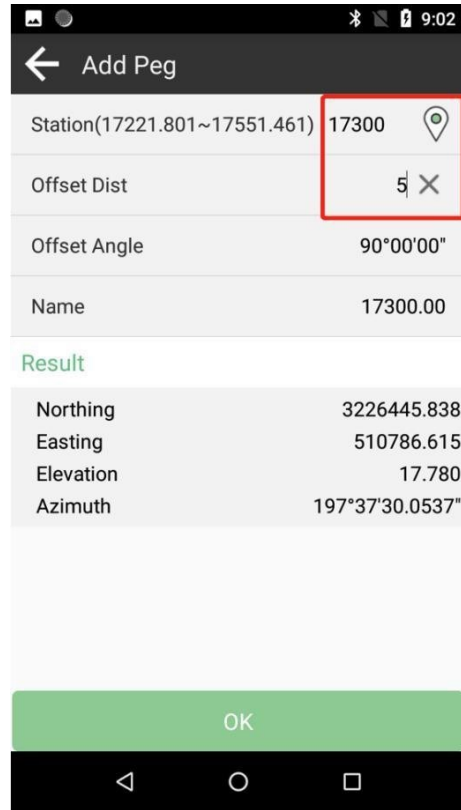 9:02
Add Peg
Station(17221.801~17551.461) 17300
Offset Dist 5
Offset Angle 90°00'00"
Name 17300.00
Result
Northing 3226445.838
Easting 510786.615
Elevation 17.780
Azimuth 197°37'30.0537"
OK